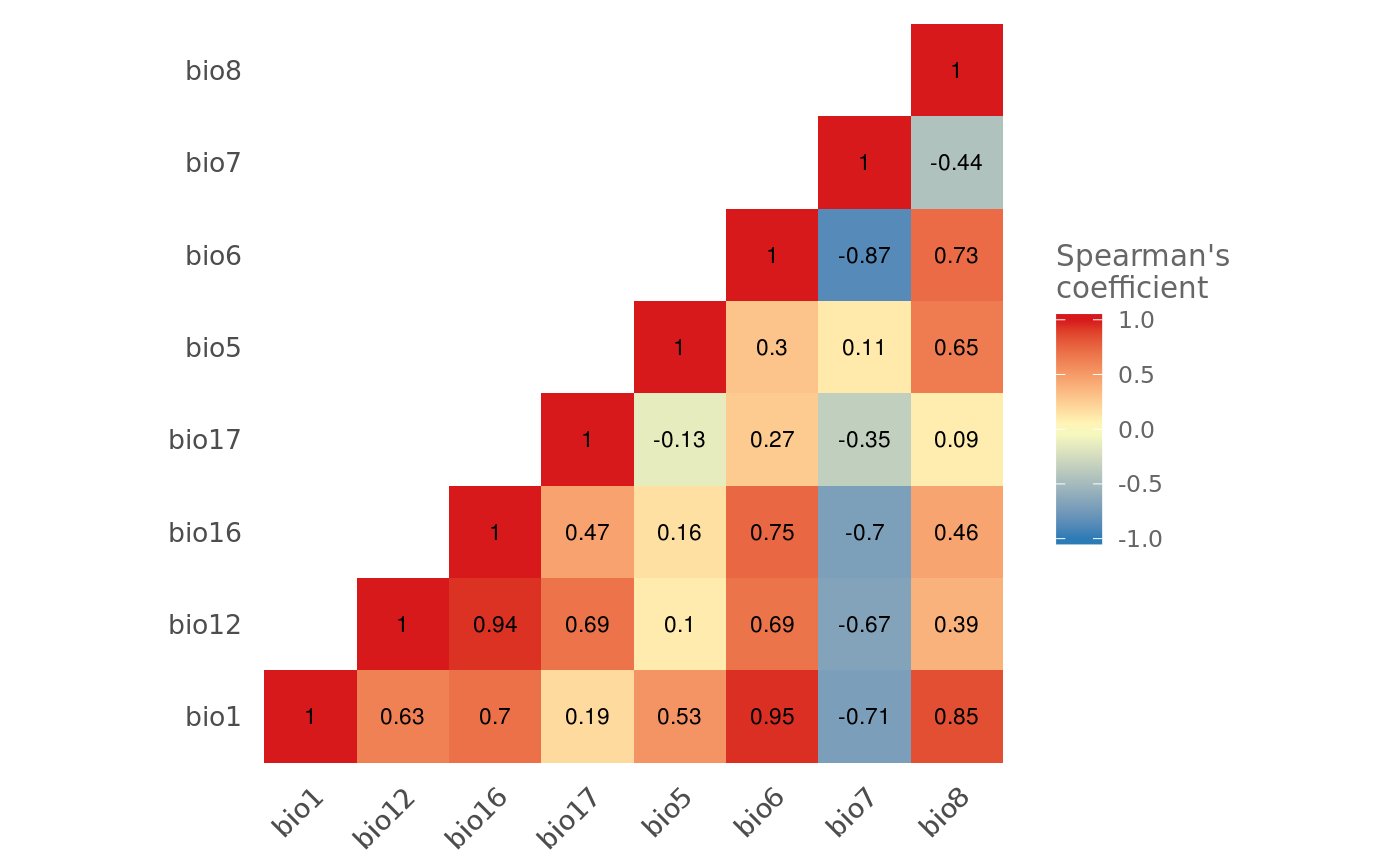 bio8 1
bio7 1 -0.44
bio6 1 -0.87 0.73
bio5 1 0.3 0.11 0.65
bio17 1 -0.13 0.27 -0.35 0.09
bio16 1 0.47 0.16 0.75 -0.7 0.46
bio12 1 0.94 0.69 0.1 0.69 -0.67 0.39
bio1 1 0.63 0.7 0.19 0.53 0.95 -0.71 0.85
bio1 bio12 bio16 bio17 bio5 bio6 bio7 bio8
Spearman's
coefficient
1.0
0.5
0.0
-0.5
-1.0